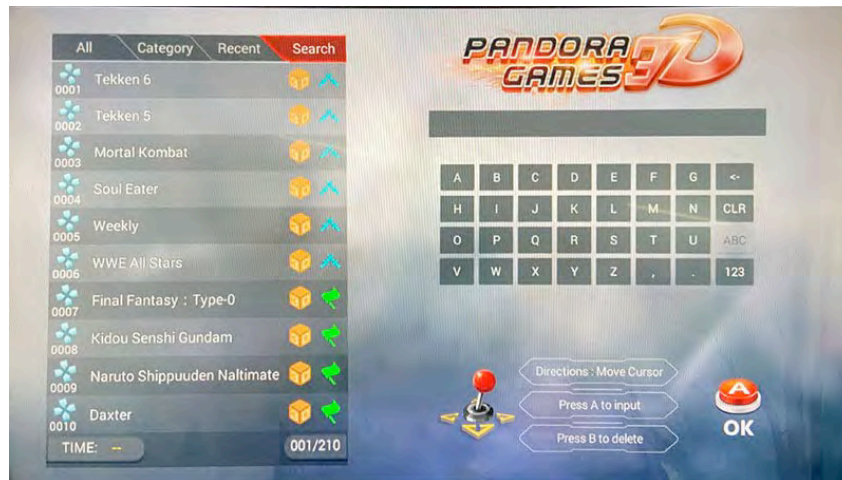 All Category Recent Search
0001 Tekken 6
0002 Tekken 5
0003 Mortal Kombat
0004 Soul Eater
0005 Weekly
0006 WWE All Stars
0007 Final Fantasy : Type-0
0008 Kidou Senshi Gundam
0009 Naruto Shippuuden Naltimate
0010 Daxter
TIME: -- 001/210
PANDORA
GAMES 3D
A B C D E F G <-
H I J K L M N CLR
O P Q R S T U ABC
V W X Y Z , . 123
Directions : Move Cursor
Press A to input
Press B to delete
A
OK